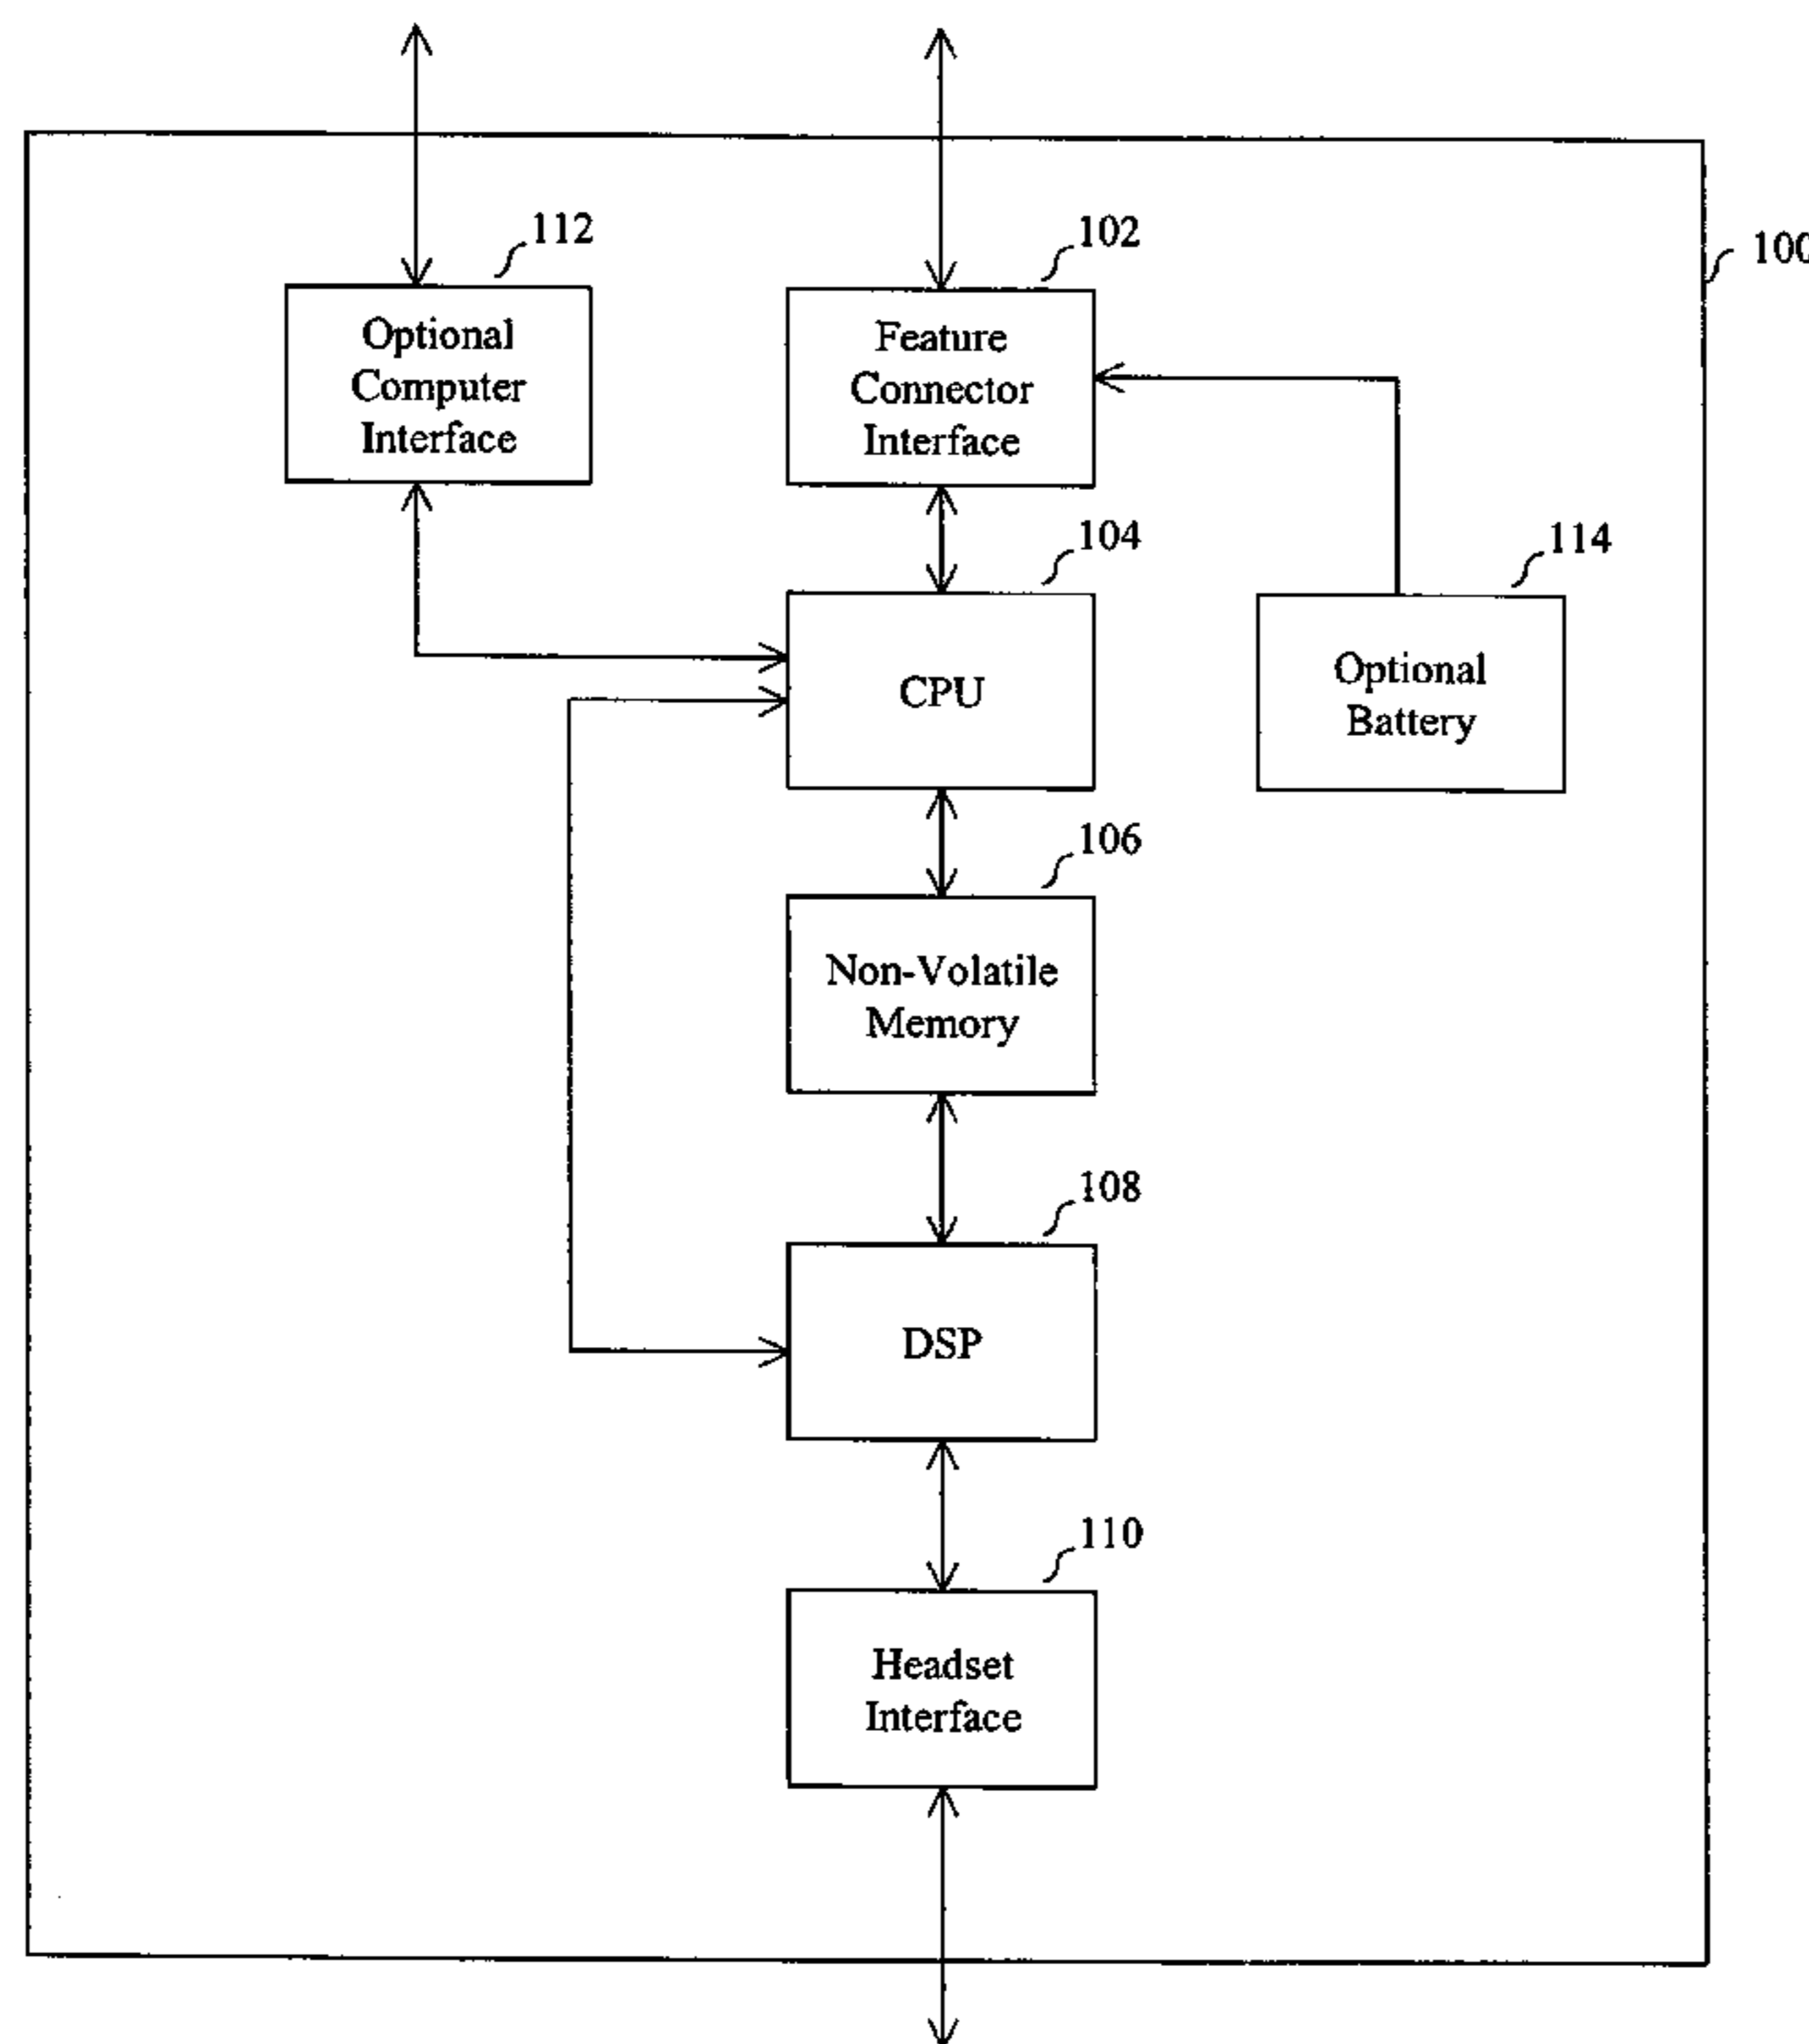 112
102
100
Optional
Computer
Interface
Feature
Connector
Interface
104
114
CPU
Optional
Battery
106
Non-Volatile
Memory
108
DSP
110
Headset
Interface